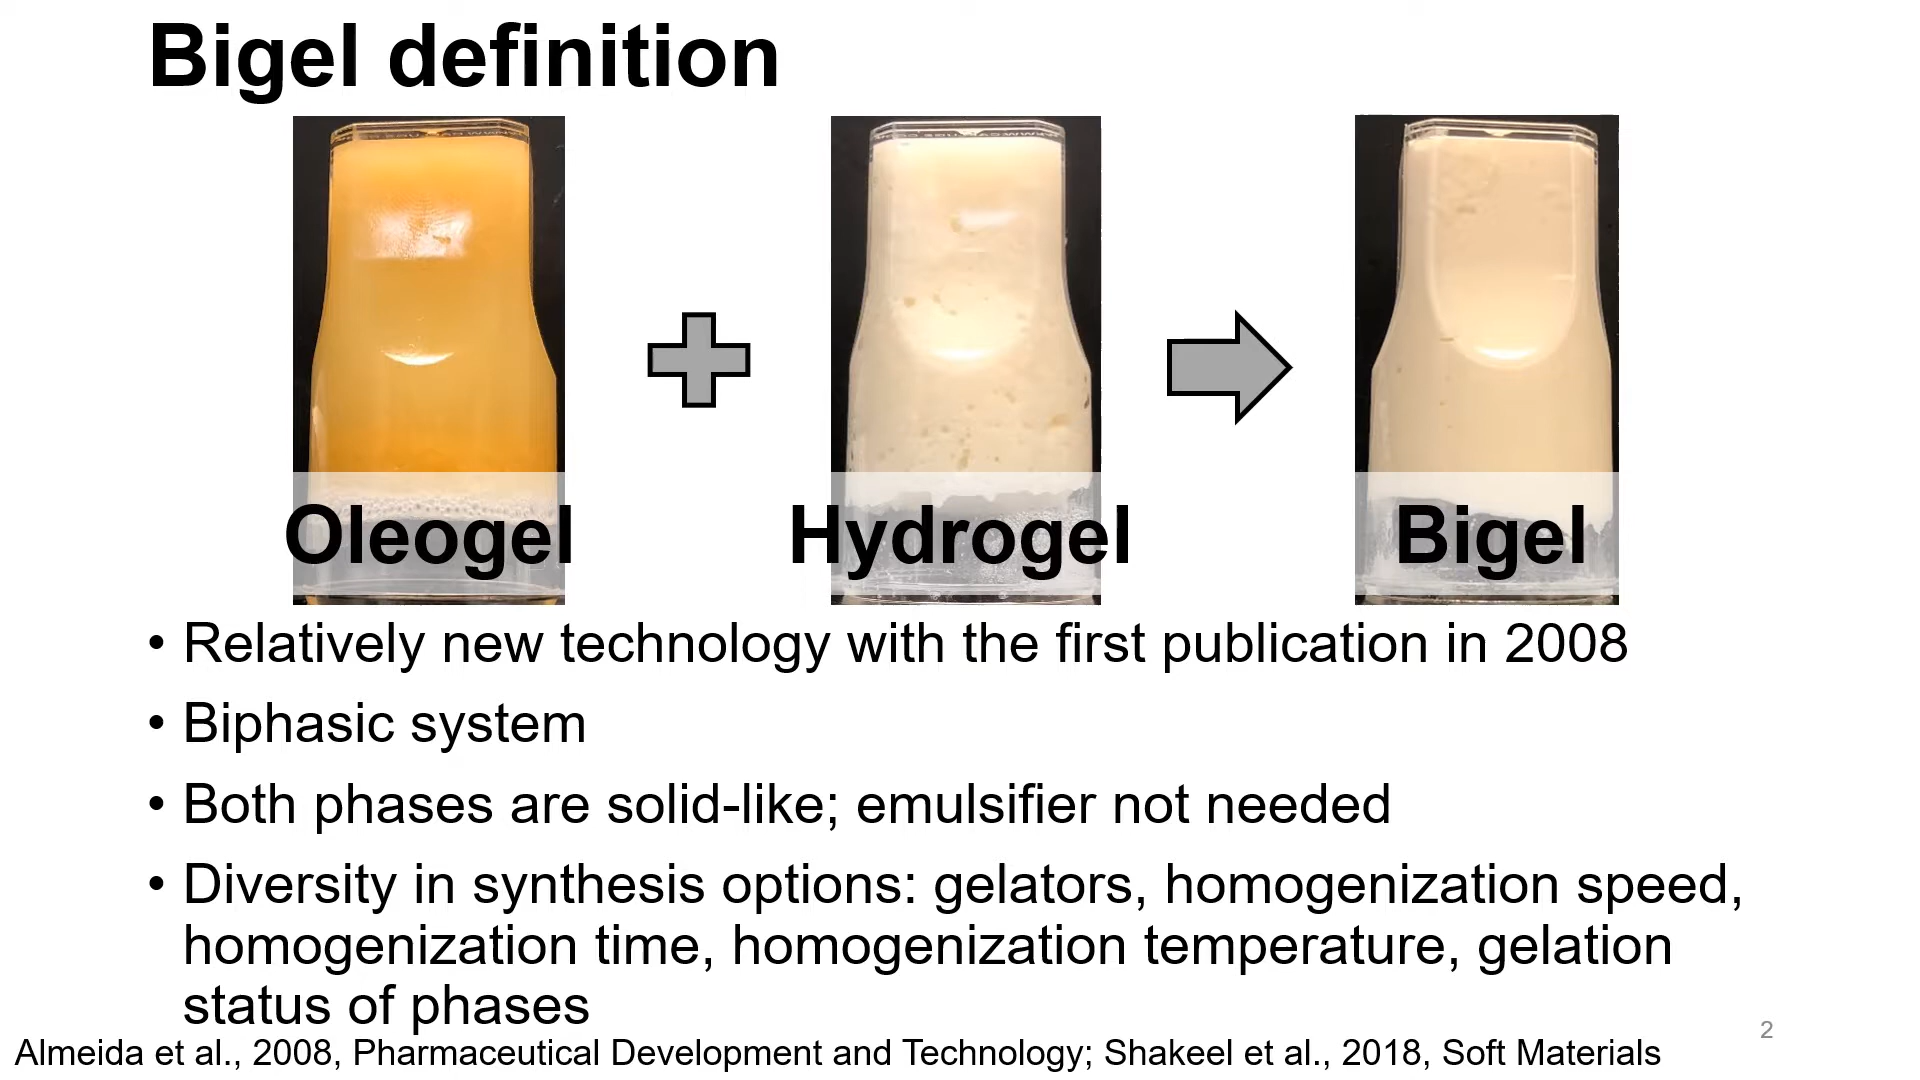 Bigel definition
Oleogel
Hydrogel
Bigel
• Relatively new technology with the first publication in 2008
• Biphasic system
• Both phases are solid-like; emulsifier not needed
• Diversity in synthesis options: gelators, homogenization speed,
homogenization time, homogenization temperature, gelation
status of phases
2
Almeida et al., 2008, Pharmaceutical Development and Technology; Shakeel et al., 2018, Soft Materials